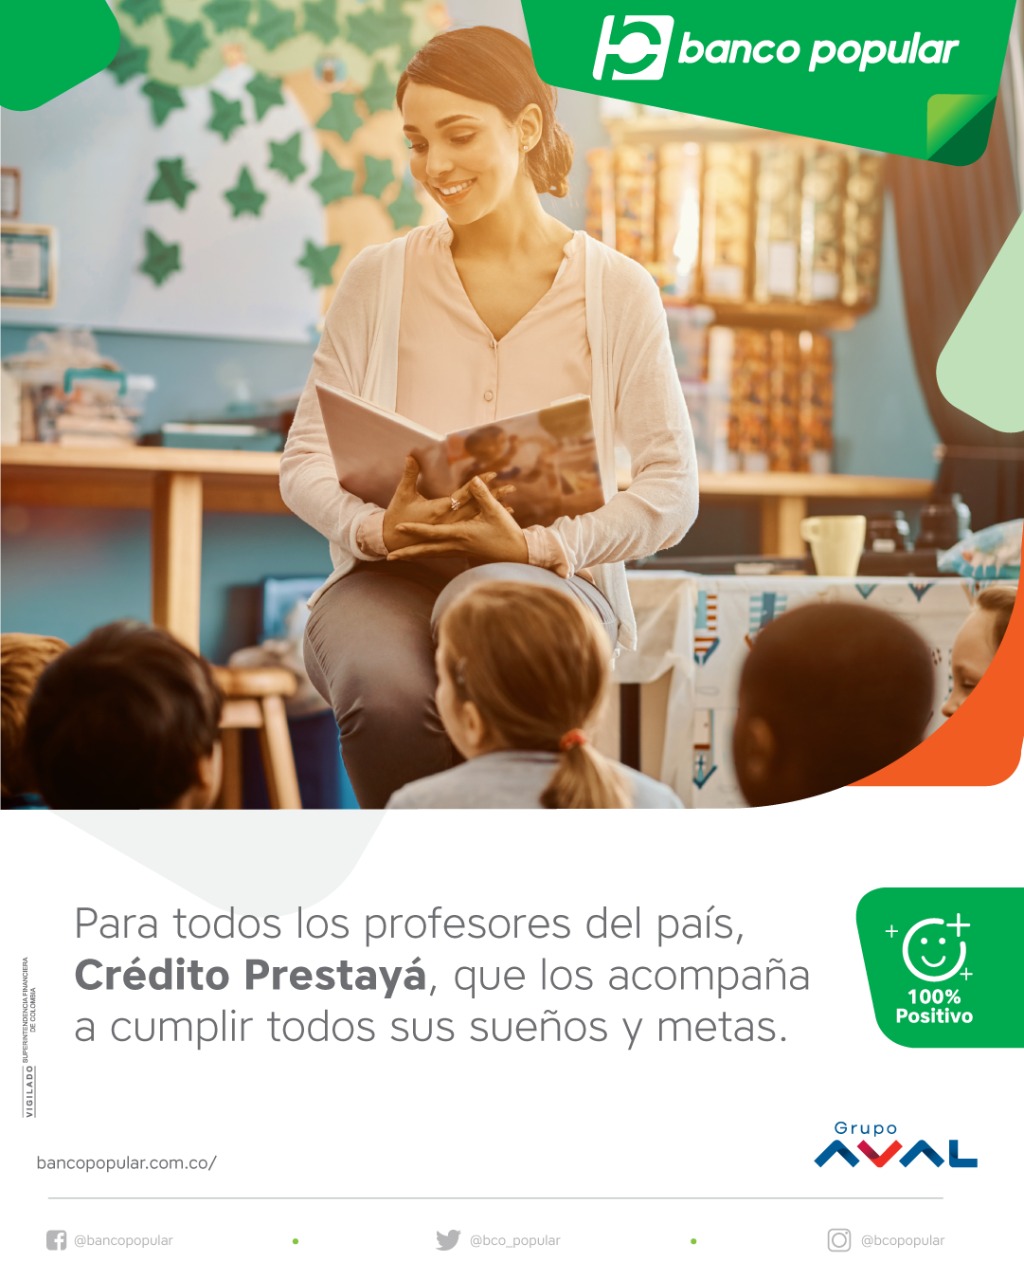 banco popular
Para todos los profesores del país,
Crédito Prestayá, que los acompaña
a cumplir todos sus sueños y metas.
100%
Positivo
VIGILADO SUPERINTENDENCIA FINANCIERA
DE COLOMBIA
Grupo
AVAL
bancopopular.com.co/
@bancopopular
@bco_popular
@bcopopular